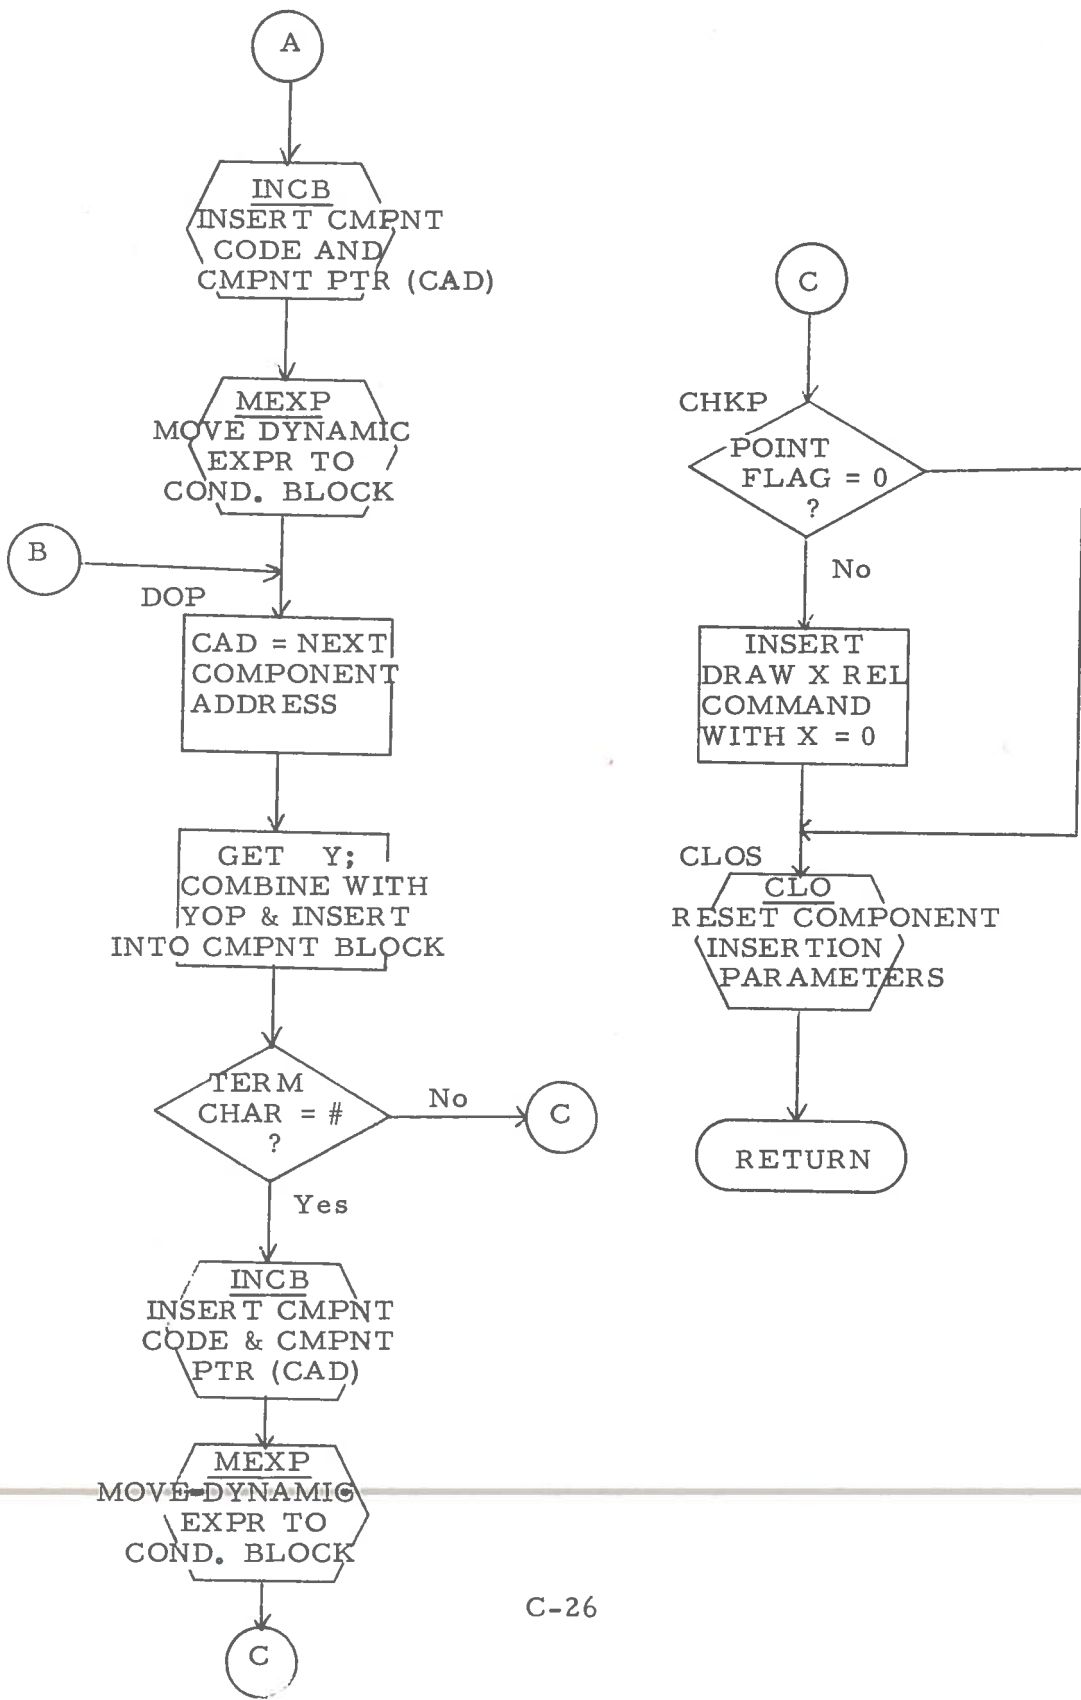 A
INCB
INSERT CMPNT
CODE AND
CMPNT PTR (CAD)
MEXP
MOVE DYNAMIC
EXPR TO
COND. BLOCK
B
DOP
CAD = NEXT
COMPONENT
ADDRESS
GET Y;
COMBINE WITH
YOP & INSERT
INTO CMPNT BLOCK
TERM
CHAR = #
?
No
C
Yes
INCB
INSERT CMPNT
CODE & CMPNT
PTR (CAD)
MEXP
MOVE DYNAMIC
EXPR TO
COND. BLOCK
C
C
CHKP
POINT
FLAG = 0
?
No
INSERT
DRAW X REL
COMMAND
WITH X = 0
CLOS
CLO
RESET COMPONENT
INSERTION
PARAMETERS
RETURN
C-26